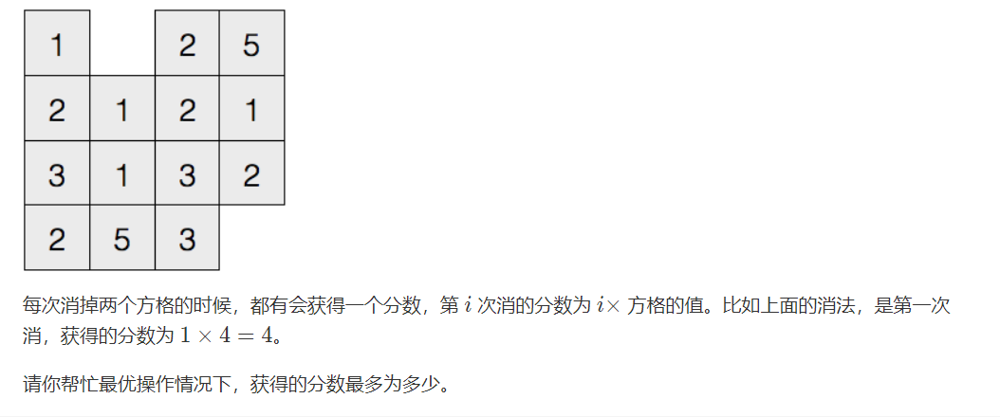 1 2 5
2 1 2 1
3 1 3 2
2 5 3
每次消掉两个方格的时候，都有会获得一个分数，第 i 次消的分数为 i× 方格的值。比如上面的消法，是第一次
消，获得的分数为 1 × 4 = 4。
请你帮忙最优操作情况下，获得的分数最多为多少。